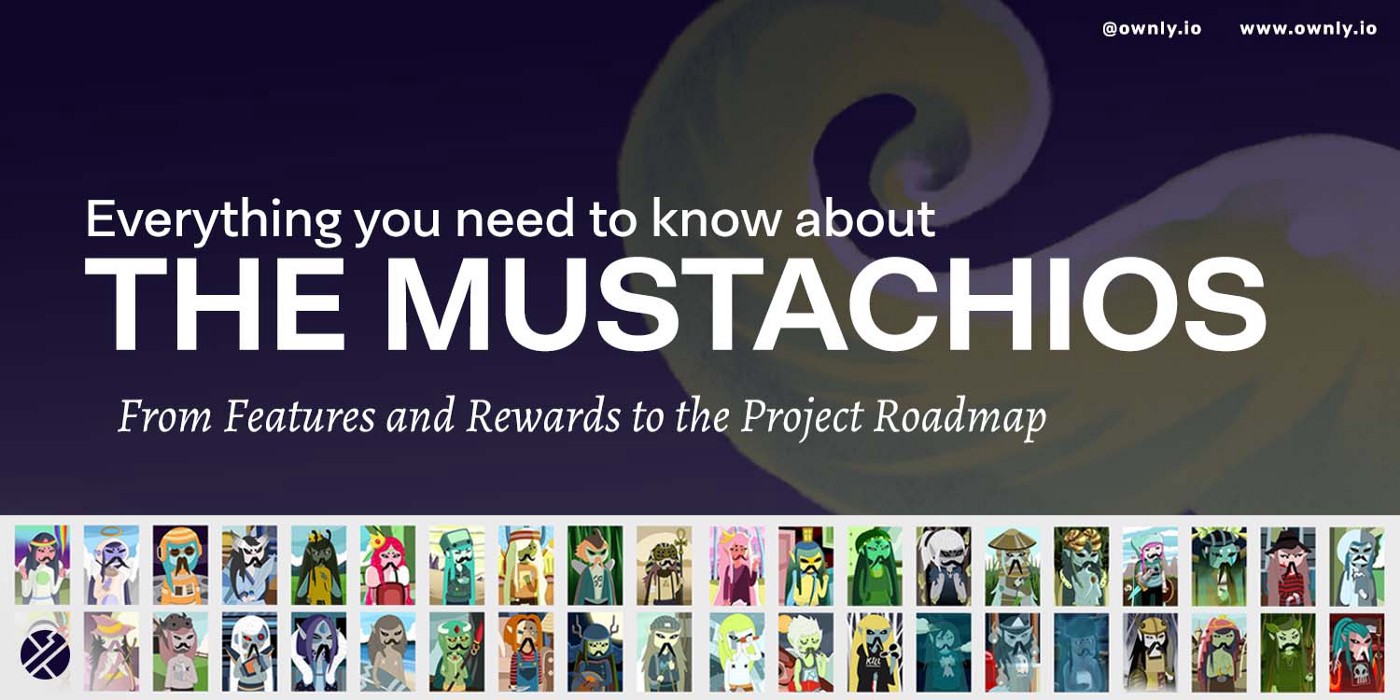 @ownly.io www.ownly.io
Everything you need to know about
THE MUSTACHIOS
From Features and Rewards to the Project Roadmap